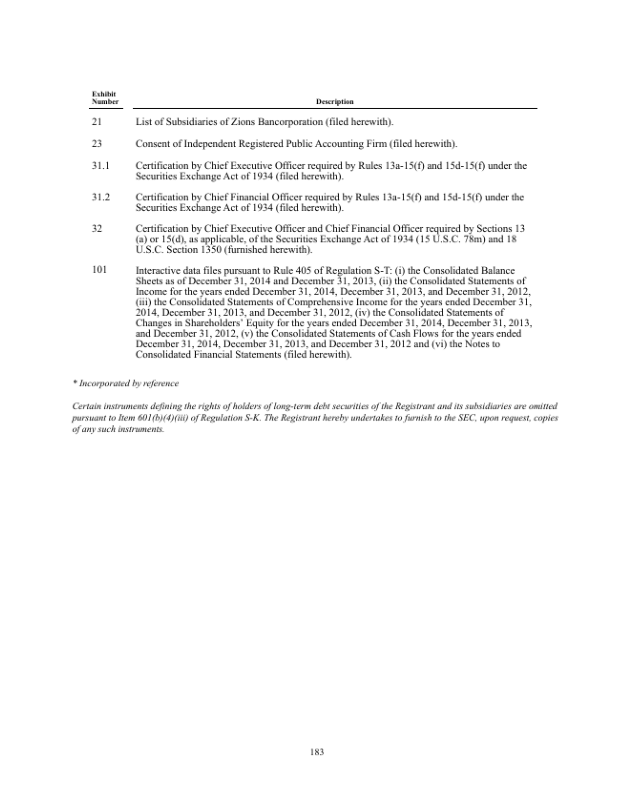 Exhibit
Number
Description
21 List of Subsidiaries of Zions Bancorporation (filed herewith).
23 Consent of Independent Registered Public Accounting Firm (filed herewith).
31.1 Certification by Chief Executive Officer required by Rules 13a-15(f) and 15d-15(f) under the
Securities Exchange Act of 1934 (filed herewith).
31.2 Certification by Chief Financial Officer required by Rules 13a-15(f) and 15d-15(f) under the
Securities Exchange Act of 1934 (filed herewith).
32 Certification by Chief Executive Officer and Chief Financial Officer required by Sections 13
(a) or 15(d), as applicable, of the Securities Exchange Act of 1934 (15 U.S.C. 78m) and 18
U.S.C. Section 1350 (furnished herewith).
101 Interactive data files pursuant to Rule 405 of Regulation S-T: (i) the Consolidated Balance
Sheets as of December 31, 2014 and December 31, 2013, (ii) the Consolidated Statements of
Income for the years ended December 31, 2014, December 31, 2013, and December 31, 2012,
(iii) the Consolidated Statements of Comprehensive Income for the years ended December 31,
2014, December 31, 2013, and December 31, 2012, (iv) the Consolidated Statements of
Changes in Shareholders’ Equity for the years ended December 31, 2014, December 31, 2013,
and December 31, 2012, (v) the Consolidated Statements of Cash Flows for the years ended
December 31, 2014, December 31, 2013, and December 31, 2012 and (vi) the Notes to
Consolidated Financial Statements (filed herewith).
* Incorporated by reference
Certain instruments defining the rights of holders of long-term debt securities of the Registrant and its subsidiaries are omitted
pursuant to Item 601(b)(4)(iii) of Regulation S-K. The Registrant hereby undertakes to furnish to the SEC, upon request, copies
of any such instruments.
183